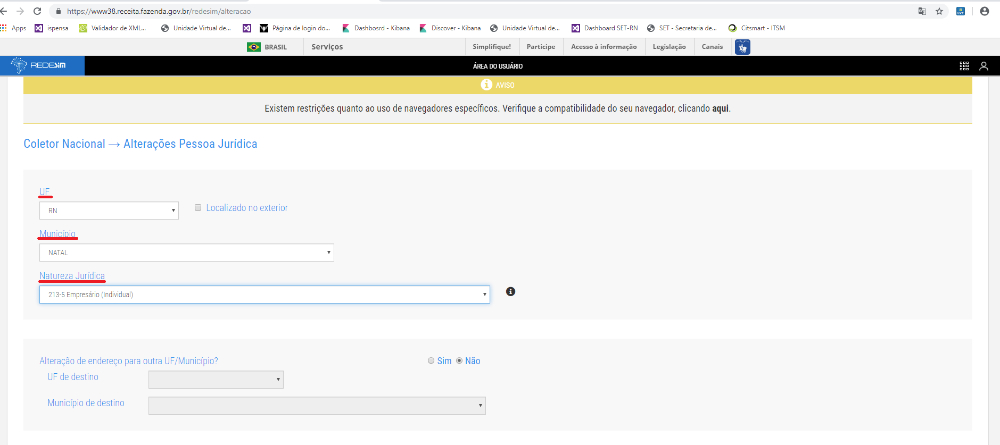 https://www38.receita.fazenda.gov.br/redesim/alteracao
Apps ispensa Validador de XML... Unidade Virtual de... Página de login do... Dashbosrd - Kibana Discover - Kibana Unidade Virtual de... Dashboard SET-RN SET - Secretaria de... Citsmart - ITSM
BRASIL Serviços Simplifique! Participe Acesso à informação Legislação Canais
REDESIM ÁREA DO USUÁRIO
AVISO
Existem restrições quanto ao uso de navegadores específicos. Verifique a compatibilidade do seu navegador, clicando aqui.
Coletor Nacional → Alterações Pessoa Jurídica
UF
RN Localizado no exterior
Município
NATAL
Natureza Jurídica
213-5 Empresário (Individual)
Alteração de endereço para outra UF/Município? Sim Não
UF de destino
Município de destino